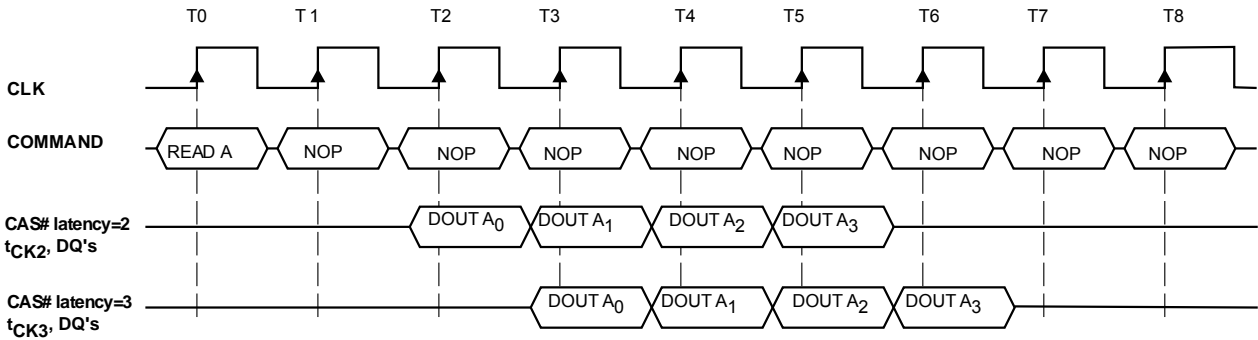 T0 T 1 T2 T3 T4 T5 T6 T7 T8
CLK
COMMAND READ A NOP NOP NOP NOP NOP NOP NOP NOP
CAS# latency=2 DOUT A0 DOUT A1 DOUT A2 DOUT A3
tCK2, DQ's
CAS# latency=3 DOUT A0 DOUT A1 DOUT A2 DOUT A3
tCK3, DQ's